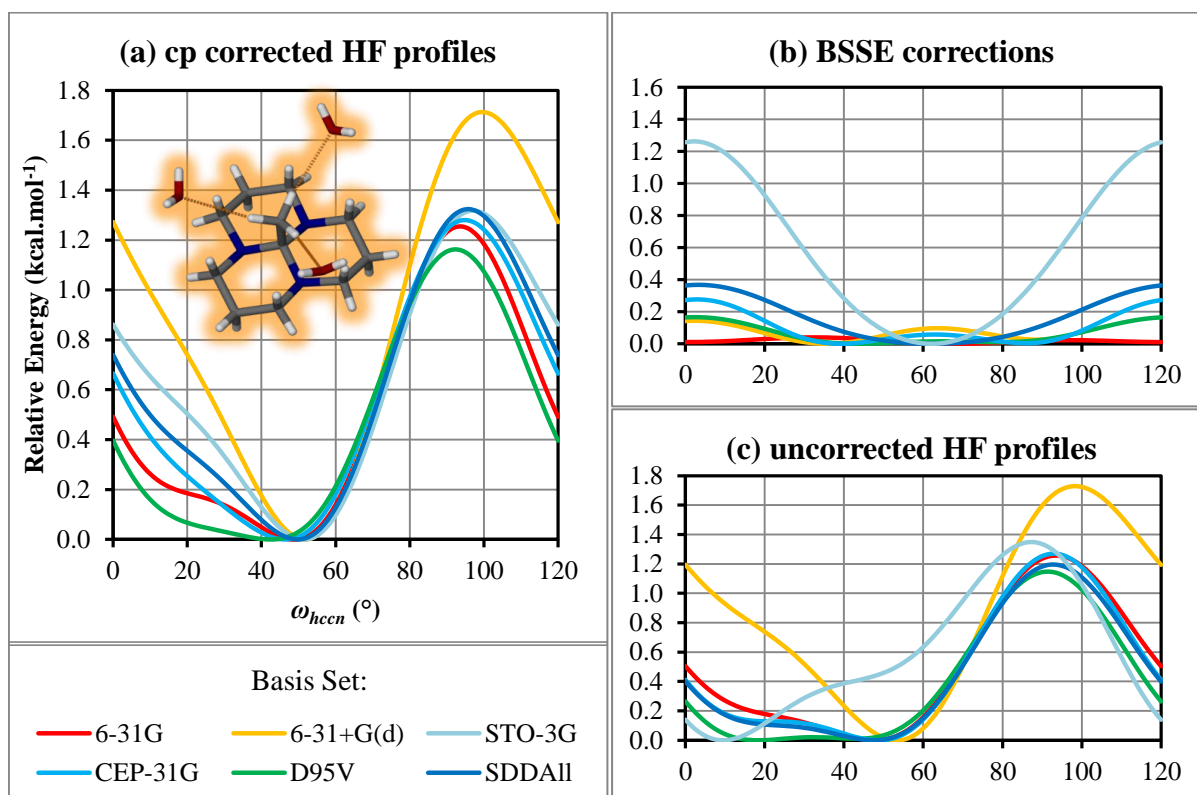 (a) cp corrected HF profiles
Relative Energy (kcal.mol-1)
1.8
1.6
1.4
1.2
1.0
0.8
0.6
0.4
0.2
0.0
0 20 40 60 80 100 120
ωhccn (°)
(b) BSSE corrections
1.6
1.4
1.2
1.0
0.8
0.6
0.4
0.2
0.0
0 20 40 60 80 100 120
(c) uncorrected HF profiles
1.8
1.6
1.4
1.2
1.0
0.8
0.6
0.4
0.2
0.0
0 20 40 60 80 100 120
Basis Set:
6-31G 6-31+G(d) STO-3G
CEP-31G D95V SDDAll